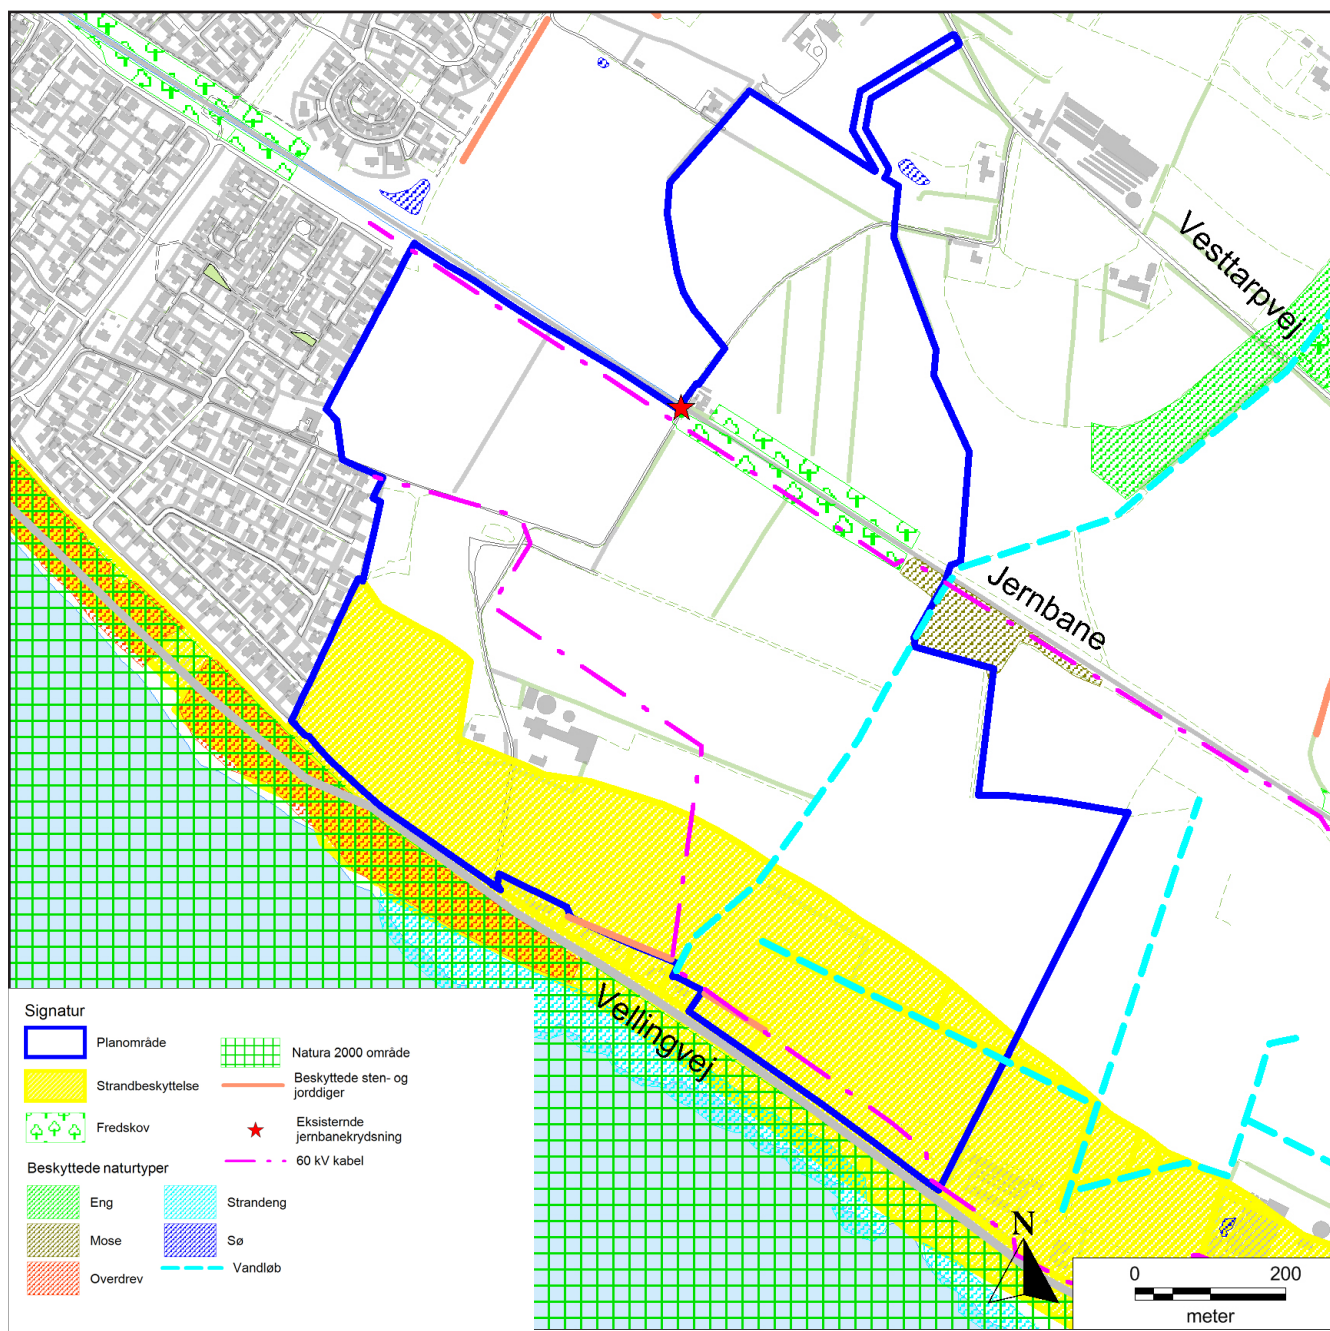 Vesttarpvej
Jernbane
Vellingvej
Signatur
Planområde
Strandbeskyttelse
Fredskov
Natura 2000 område
Beskyttede sten- og
jorddiger
Eksisternde
jernbanekrydsning
60 kV kabel
Beskyttede naturtyper
Eng
Mose
Overdrev
Strandeng
Sø
Vandløb
N
0 200
meter